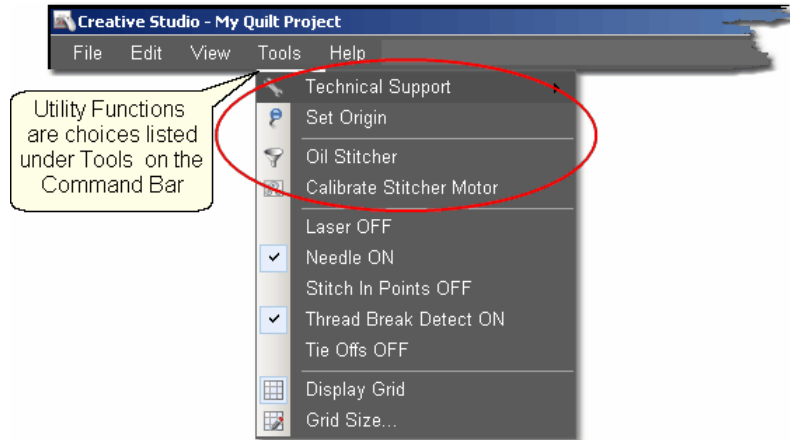 Creative Studio - My Quilt Project
File Edit View Tools Help
Utility Functions
are choices listed
under Tools on the
Command Bar
Technical Support
Set Origin
Oil Stitcher
Calibrate Stitcher Motor
Laser OFF
Needle ON
Stitch In Points OFF
Thread Break Detect ON
Tie Offs OFF
Display Grid
Grid Size...